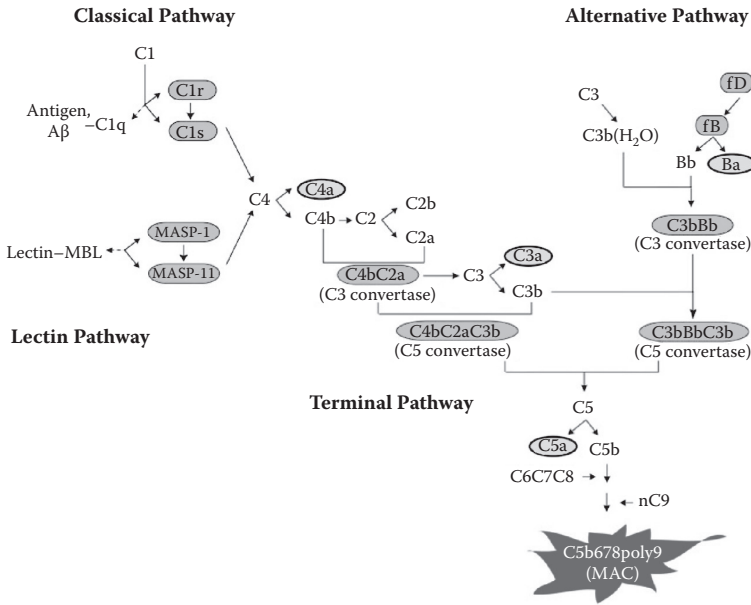 Classical Pathway
Alternative Pathway
C1
C1r
C1s
Antigen,
Aβ
–C1q
C4
C4a
C4b
C2
C2b
C2a
Lectin–MBL
MASP-1
MASP-11
C4bC2a
(C3 convertase)
C3
C3a
C3b
C4bC2aC3b
(C5 convertase)
Lectin Pathway
C3
C3b(H₂O)
fD
fB
Bb
Ba
C3bBb
(C3 convertase)
C3bBbC3b
(C5 convertase)
Terminal Pathway
C5
C5a
C5b
C6C7C8
nC9
C5b678poly9
(MAC)